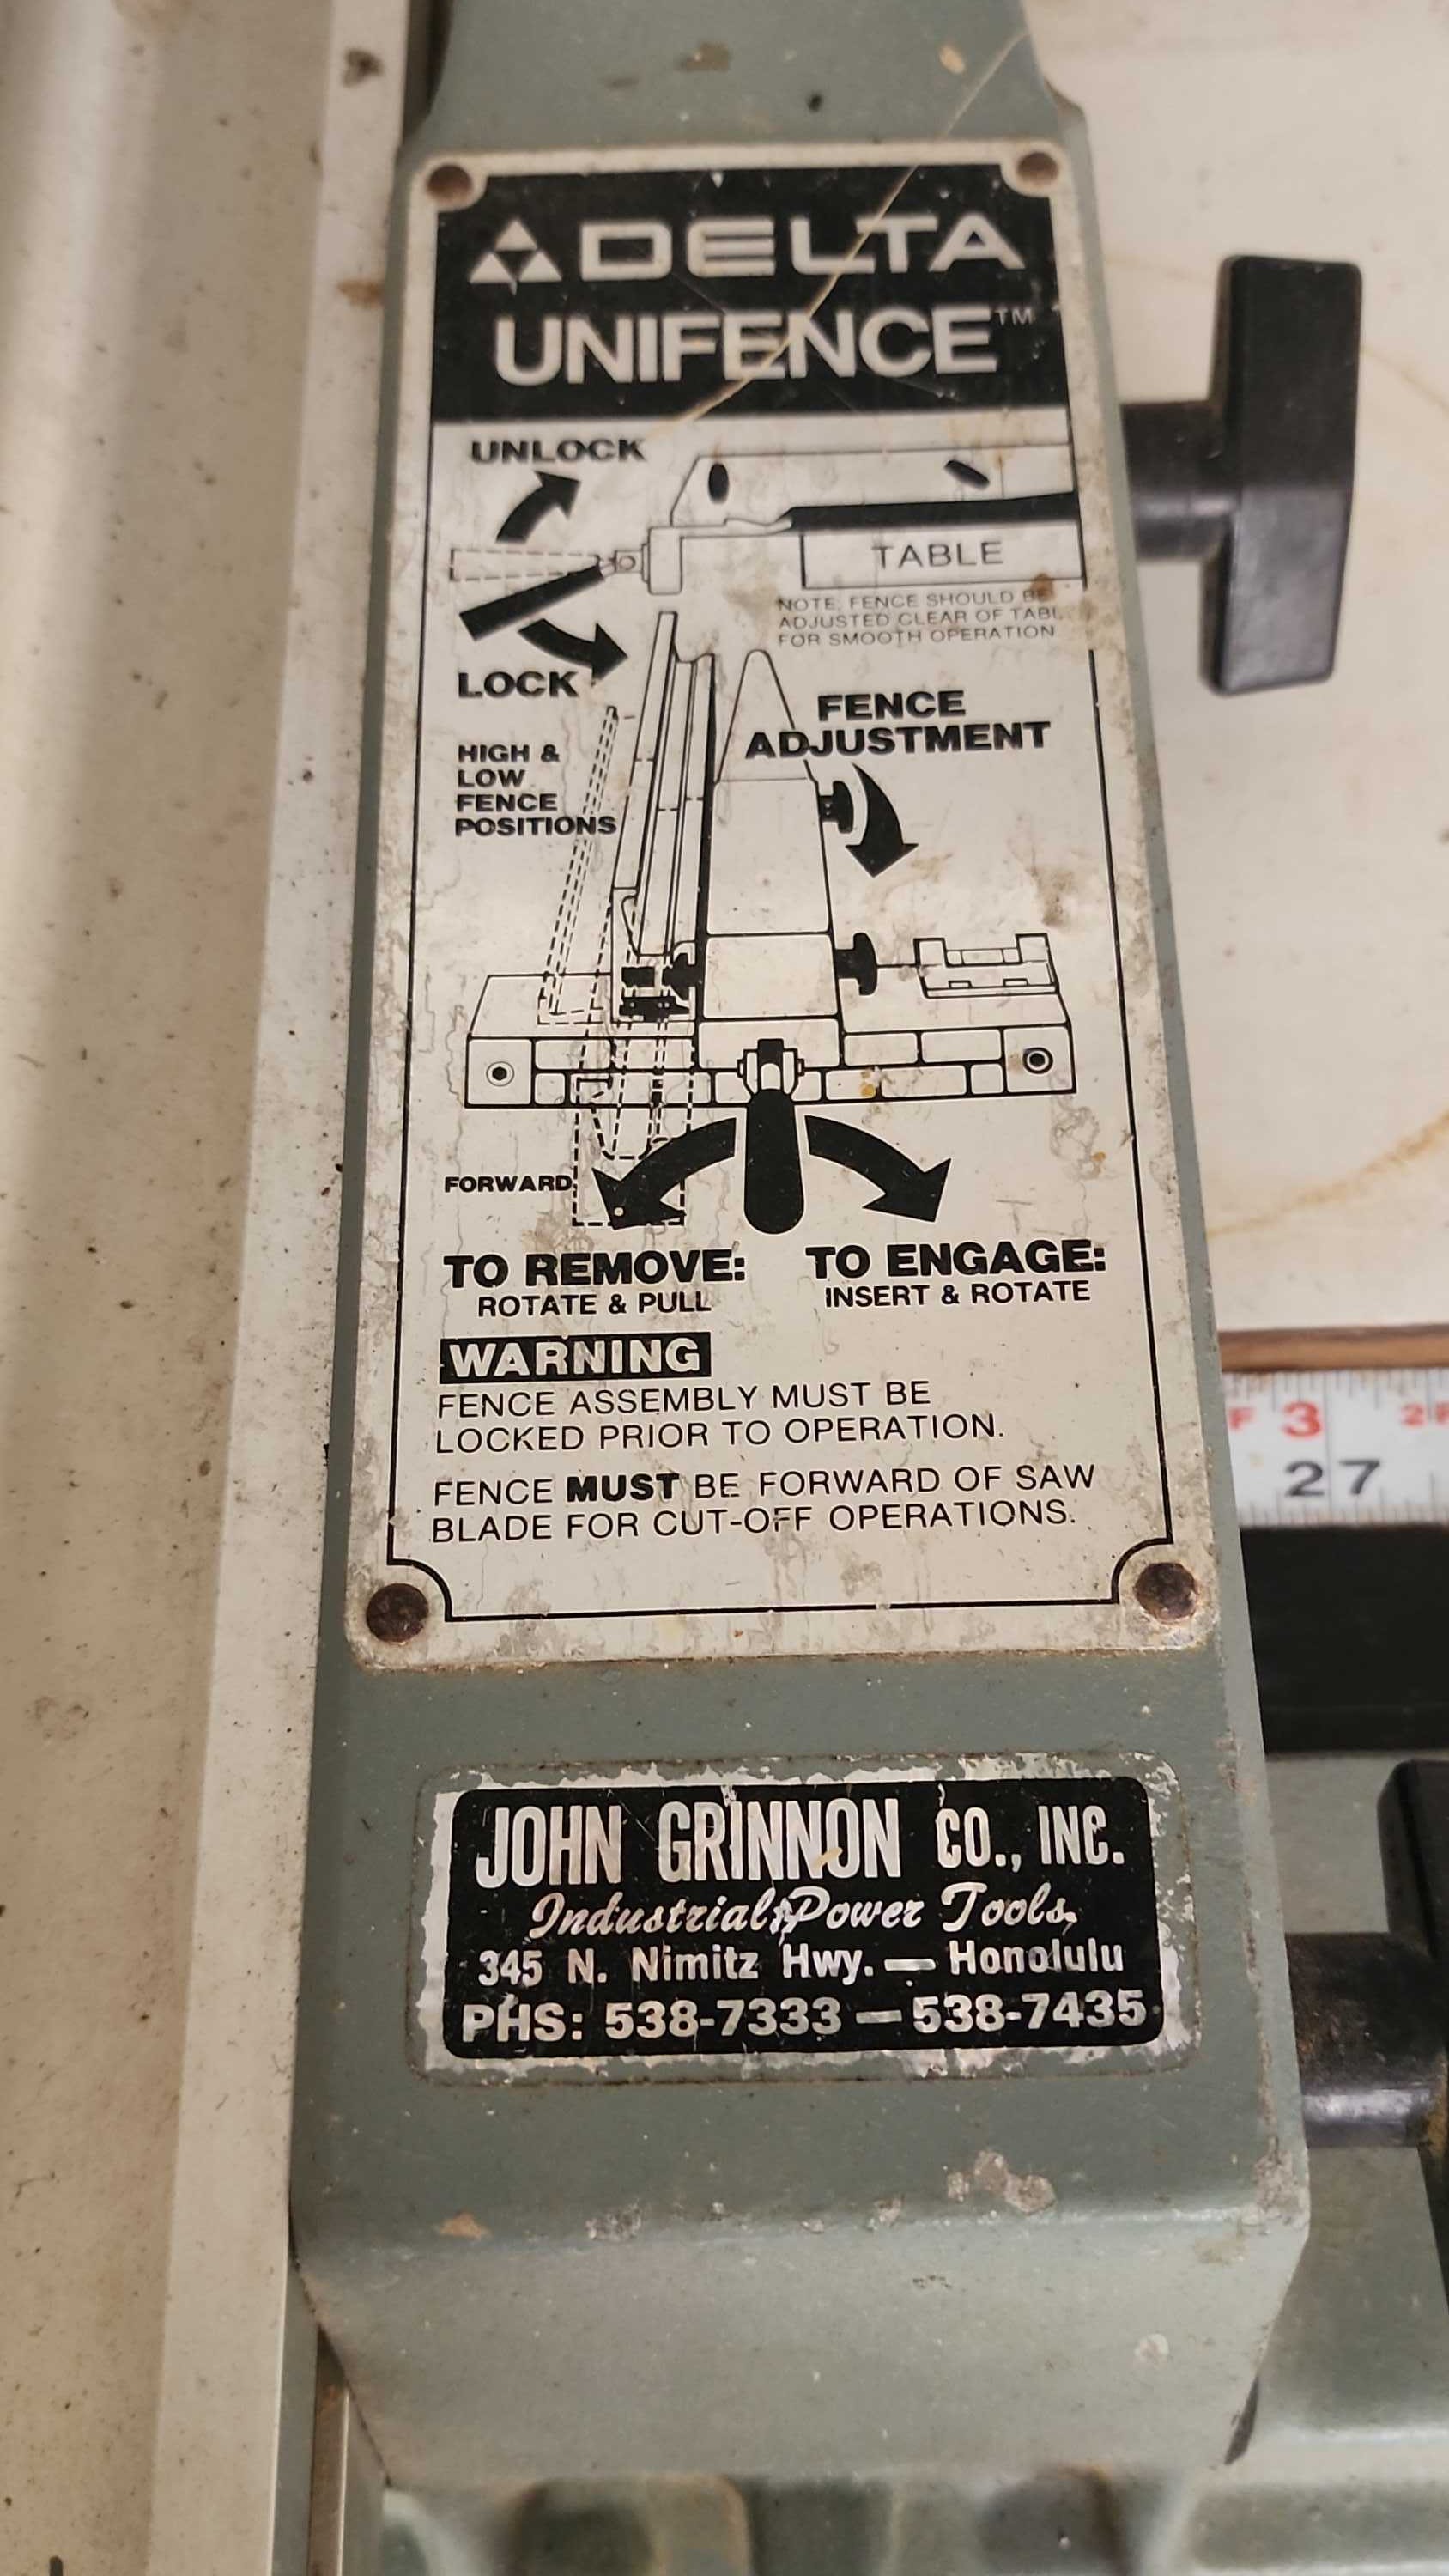 DELTA
UNIFENCE™
UNLOCK
TABLE
NOTE: FENCE SHOULD BE
ADJUSTED CLEAR OF TABL
FOR SMOOTH OPERATION
LOCK
FENCE
ADJUSTMENT
HIGH &
LOW
FENCE
POSITIONS
FORWARD
TO REMOVE:
ROTATE & PULL
TO ENGAGE:
INSERT & ROTATE
WARNING
FENCE ASSEMBLY MUST BE
LOCKED PRIOR TO OPERATION.
FENCE MUST BE FORWARD OF SAW
BLADE FOR CUT-OFF OPERATIONS.
F 3 2F
27
JOHN GRINNON CO., INC.
Industrial Power Tools
345 N. Nimitz Hwy. — Honolulu
PHS: 538-7333 — 538-7435